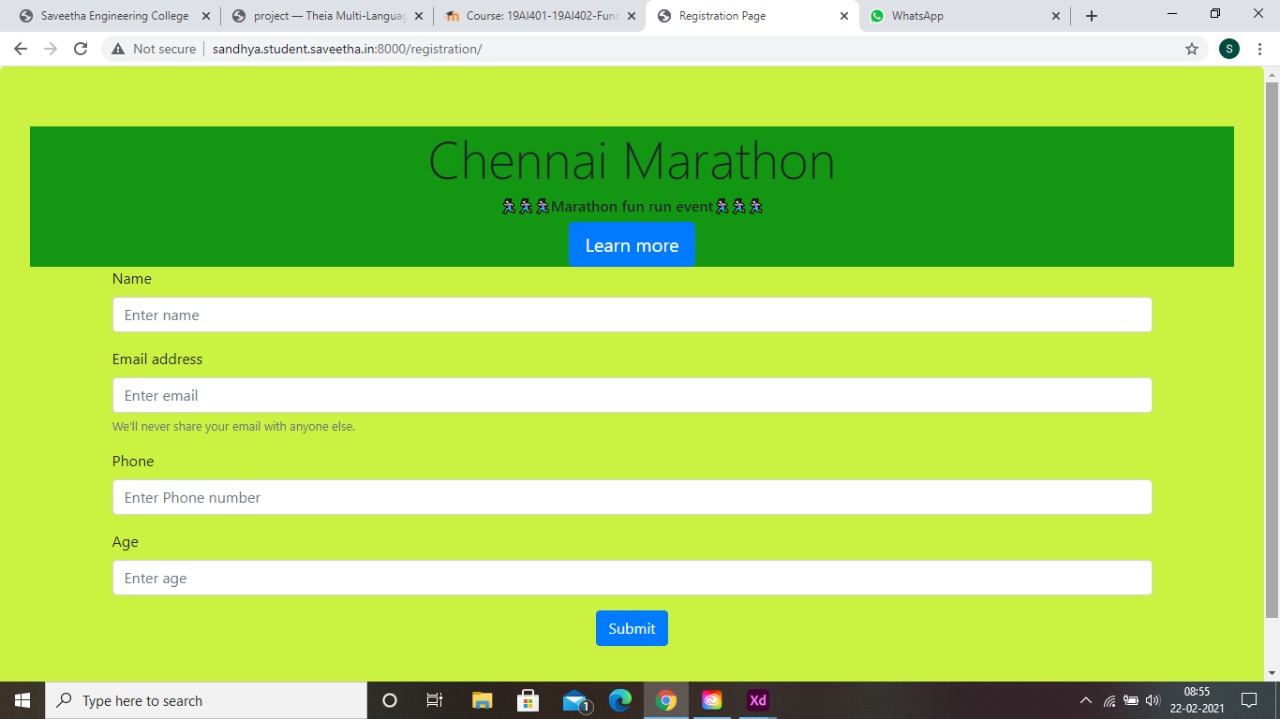 Saveetha Engineering College
project — Theia Multi-Languag
Course: 19AI401-19AI402-Fund
Registration Page
WhatsApp
Not secure
sandhya.student.saveetha.in:8000/registration/
S
Chennai Marathon
Marathon fun run event
Learn more
Name
Enter name
Email address
Enter email
We'll never share your email with anyone else.
Phone
Enter Phone number
Age
Enter age
Submit
Type here to search
1
Xd
08:55
22-02-2021